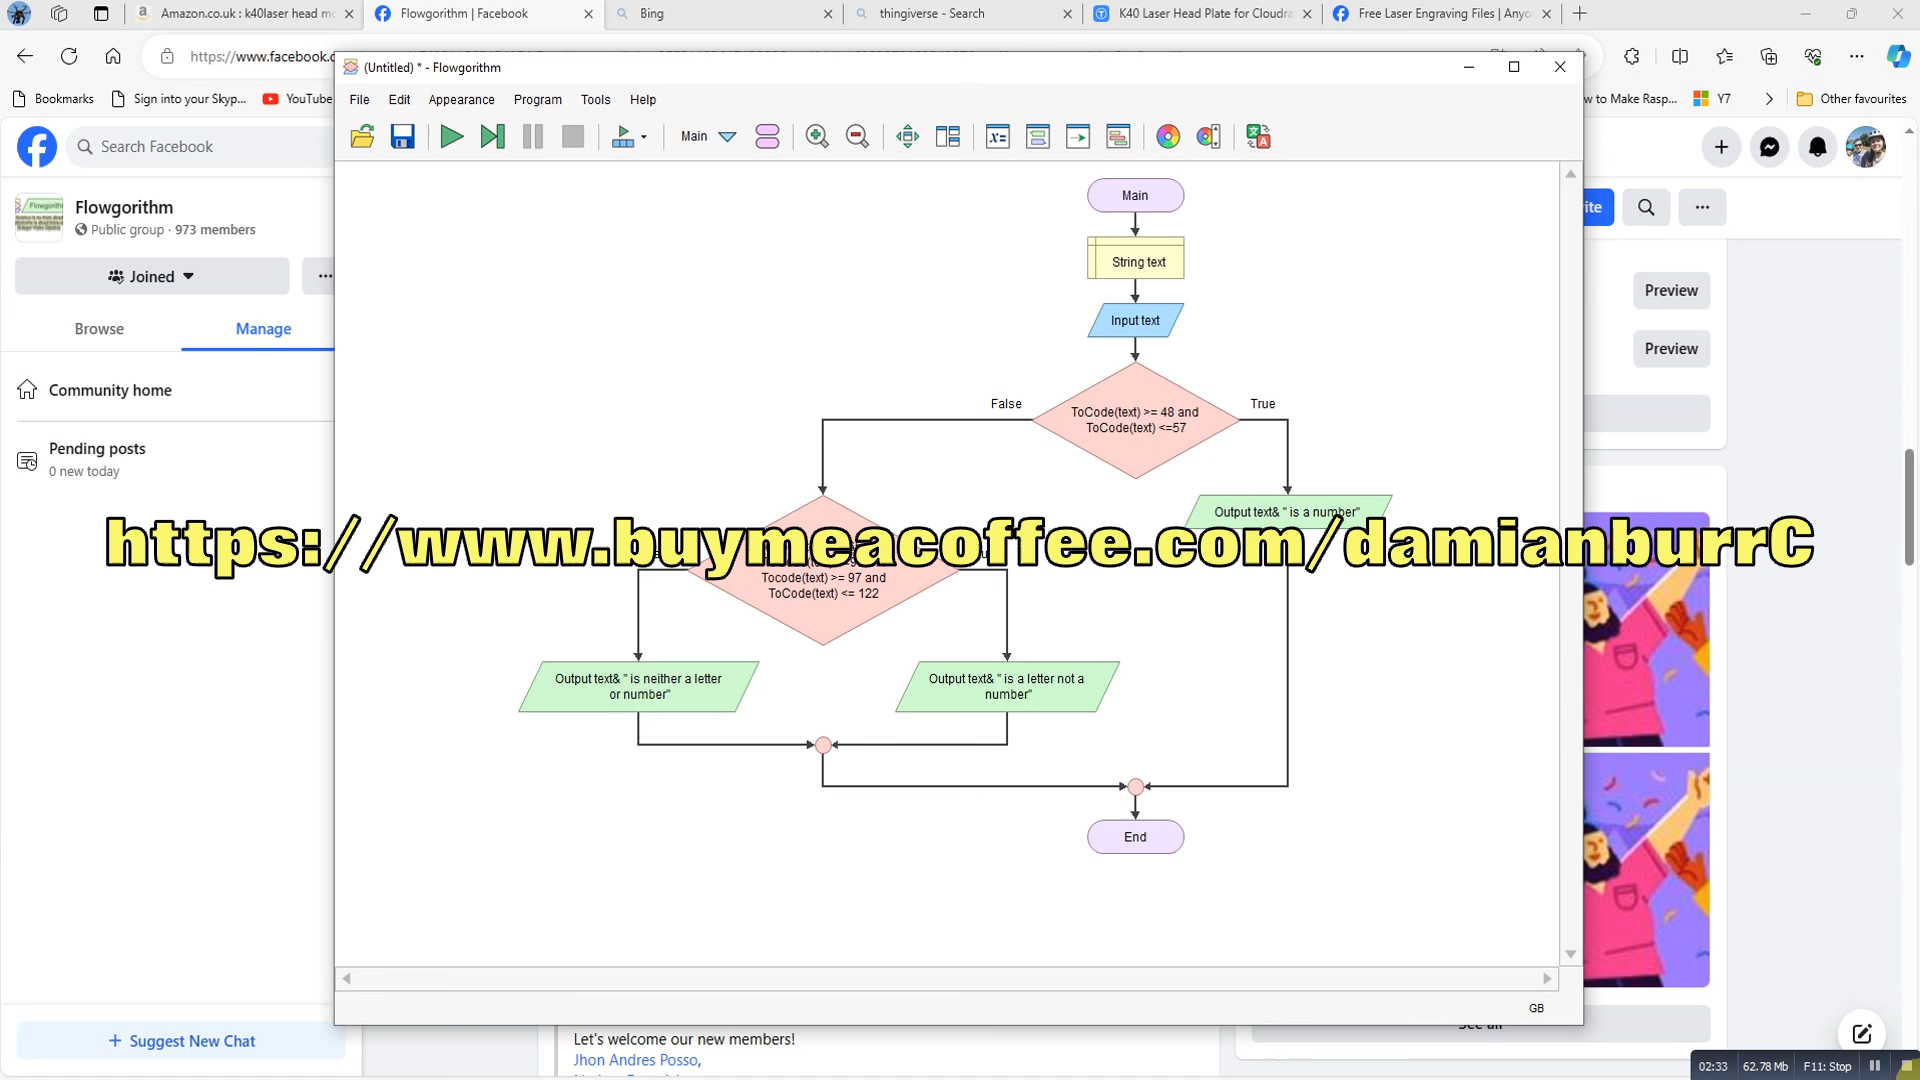 Amazon.co.uk : k40laser head mo
Flowgorithm | Facebook
Bing
thingiverse - Search
K40 Laser Head Plate for Cloudra
Free Laser Engraving Files | Anyo
https://www.facebook.c
Bookmarks
Sign into your Skyp...
YouTube
w to Make Rasp...
Y7
Other favourites
(Untitled) * - Flowgorithm
File Edit Appearance Program Tools Help
Main
Search Facebook
Flowgorithm
Public group · 973 members
Joined
ite
Browse
Manage
Community home
Pending posts
0 new today
Preview
Preview
Main
String text
Input text
False
True
ToCode(text) >= 48 and
ToCode(text) <=57
Output text& " is a number"
https://www.buymeacoffee.com/damianburrC
Tocode(text) >= 97 and
ToCode(text) <= 122
Output text& " is neither a letter
or number"
Output text& " is a letter not a
number"
End
GB
See all
Suggest New Chat
Let's welcome our new members!
Jhon Andres Posso,
02:33
62.78 Mb
F11: Stop